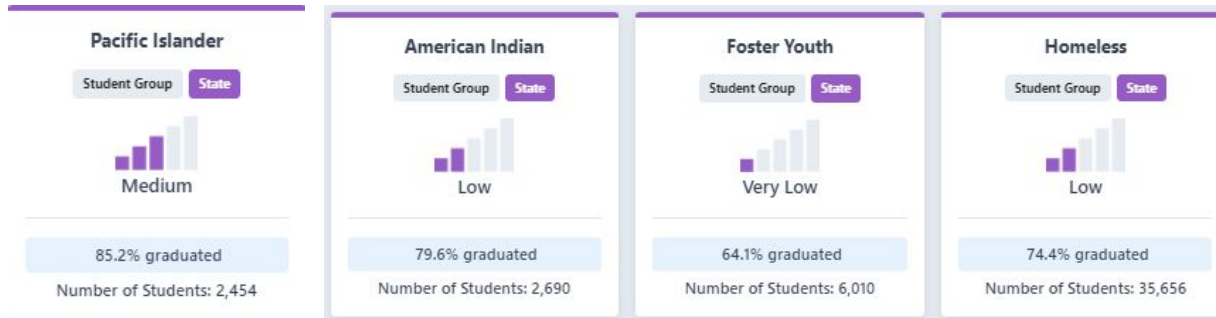 Pacific Islander
Student Group State
Medium
85.2% graduated
Number of Students: 2,454
American Indian
Student Group State
Low
79.6% graduated
Number of Students: 2,690
Foster Youth
Student Group State
Very Low
64.1% graduated
Number of Students: 6,010
Homeless
Student Group State
Low
74.4% graduated
Number of Students: 35,656